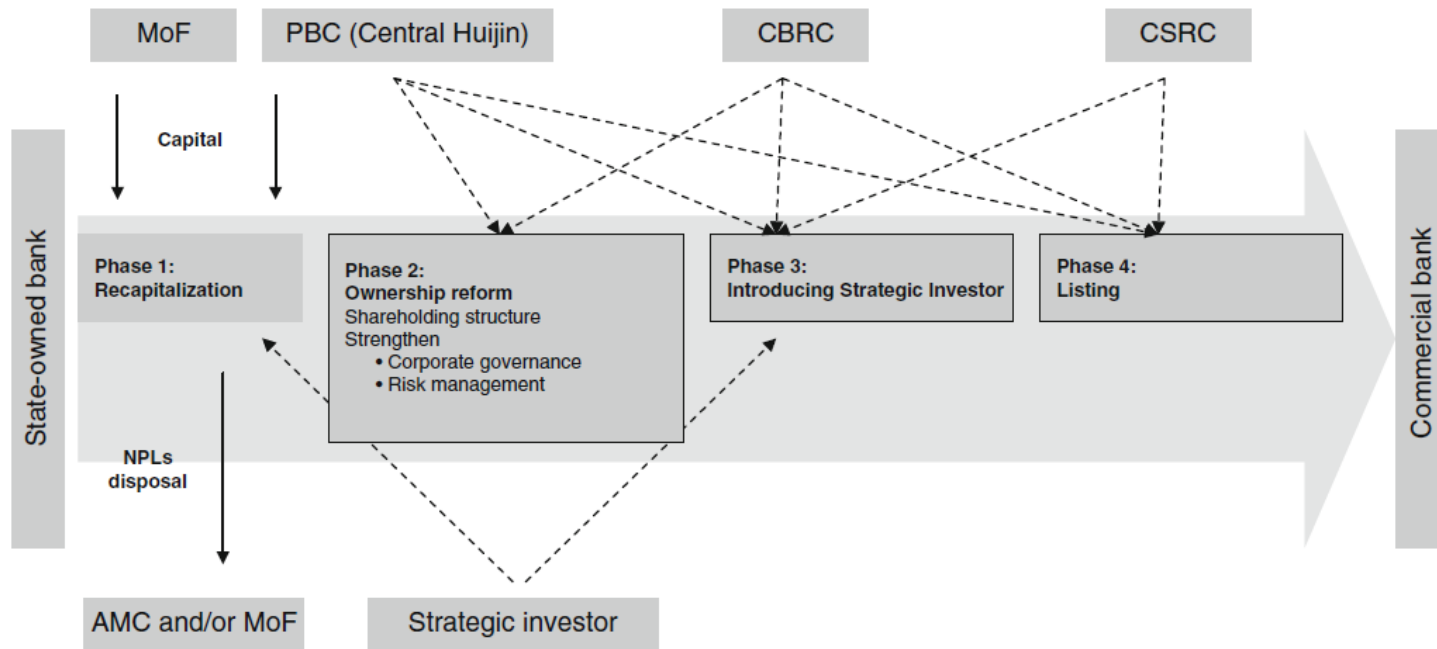 MoF
PBC (Central Huijin)
CBRC
CSRC
Capital
State-owned bank
Phase 1:
Recapitalization
Phase 2:
Ownership reform
Shareholding structure
Strengthen
• Corporate governance
• Risk management
Phase 3:
Introducing Strategic Investor
Phase 4:
Listing
Commercial bank
NPLs
disposal
AMC and/or MoF
Strategic investor